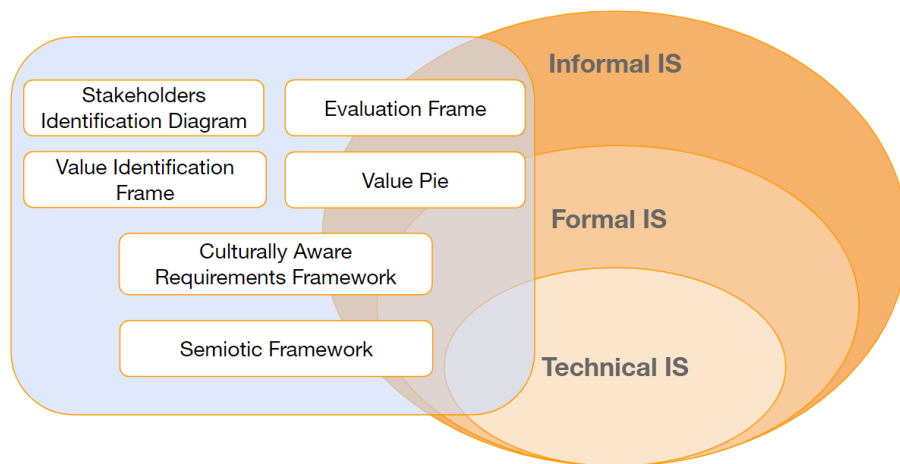 Informal IS
Stakeholders
Identification Diagram
Evaluation Frame
Value Identification
Frame
Value Pie
Formal IS
Culturally Aware
Requirements Framework
Semiotic Framework
Technical IS